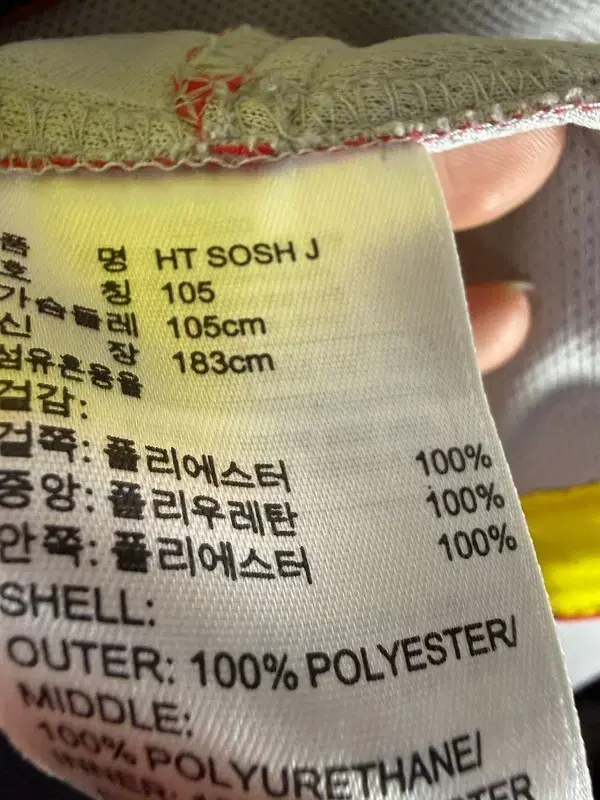 품 명 HT SOSH J
호 칭 105
가슴둘레 105cm
신 장 183cm
섬유혼용율
겉감:
겉쪽: 폴리에스터 100%
중앙: 폴리우레탄 100%
안쪽: 폴리에스터 100%
SHELL:
OUTER: 100% POLYESTER/
MIDDLE:
100% POLYURETHANE/
INNER: